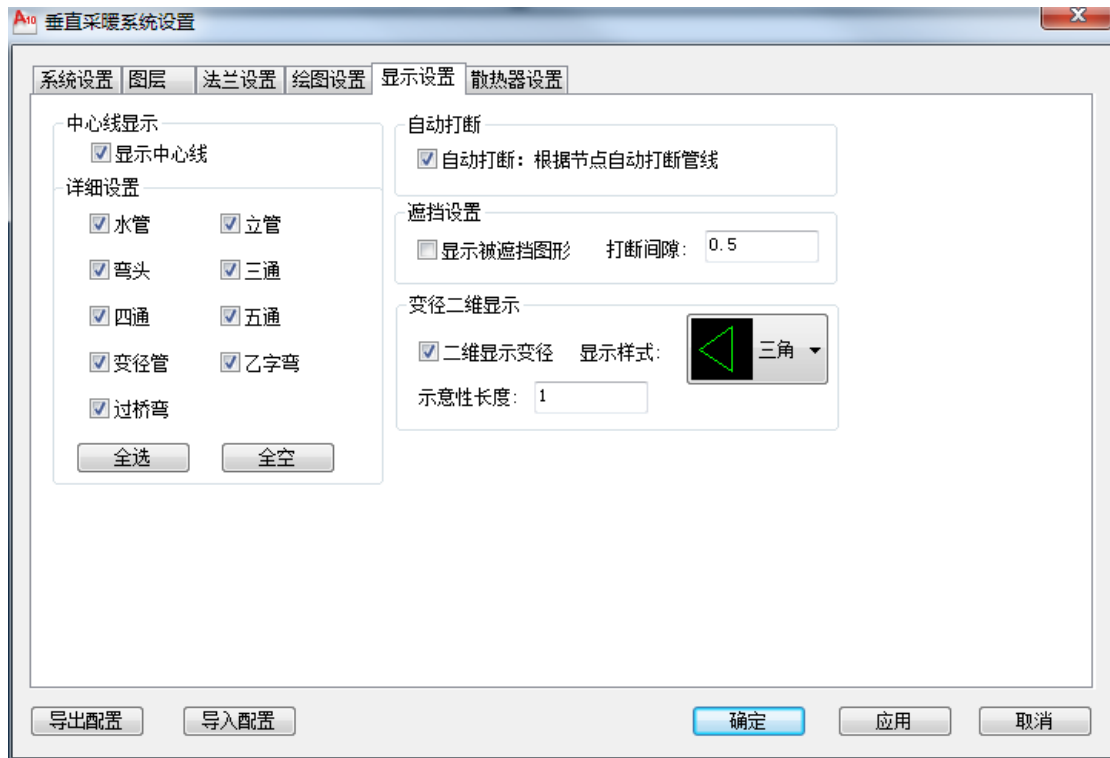 A10 垂直采暖系统设置
系统设置 图层 法兰设置 绘图设置 显示设置 散热器设置
中心线显示
显示中心线
详细设置
水管 立管
弯头 三通
四通 五通
变径管 乙字弯
过桥弯
全选 全空
自动打断
自动打断: 根据节点自动打断管线
遮挡设置
显示被遮挡图形 打断间隙: 0.5
变径二维显示
二维显示变径 显示样式: 三角
示意性长度: 1
导出配置 导入配置 确定 应用 取消